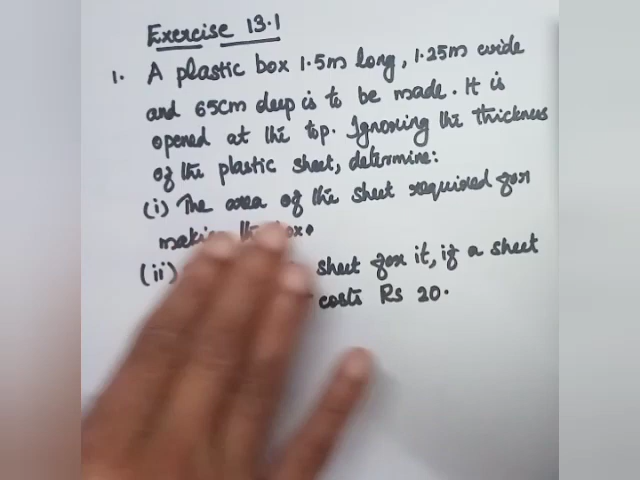 Exercise 13.1
1. A plastic box 1.5m long, 1.25m wide
and 65cm deep is to be made. It is
opened at the top. Ignoring the thickness
of the plastic sheet, determine:
(i) The area of the sheet required for
making the box.
(ii) sheet for it, if a sheet
costs Rs 20.